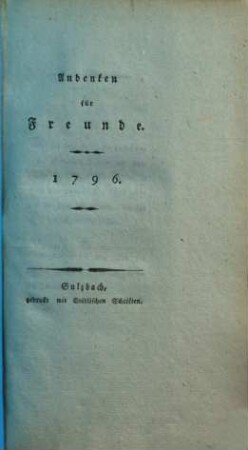 Andenken
für
Freunde.
1796.
Sulzbach,
gedruckt mit Seidelischen Schriften.